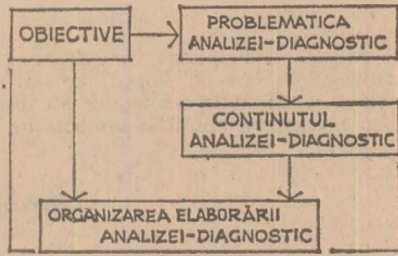 OBIECTIVE
PROBLEMATICA
ANALIZEI-DIAGNOSTIC
CONȚINUTUL
ANALIZEI-DIAGNOSTIC
ORGANIZAREA ELABORĂRII
ANALIZEI-DIAGNOSTIC